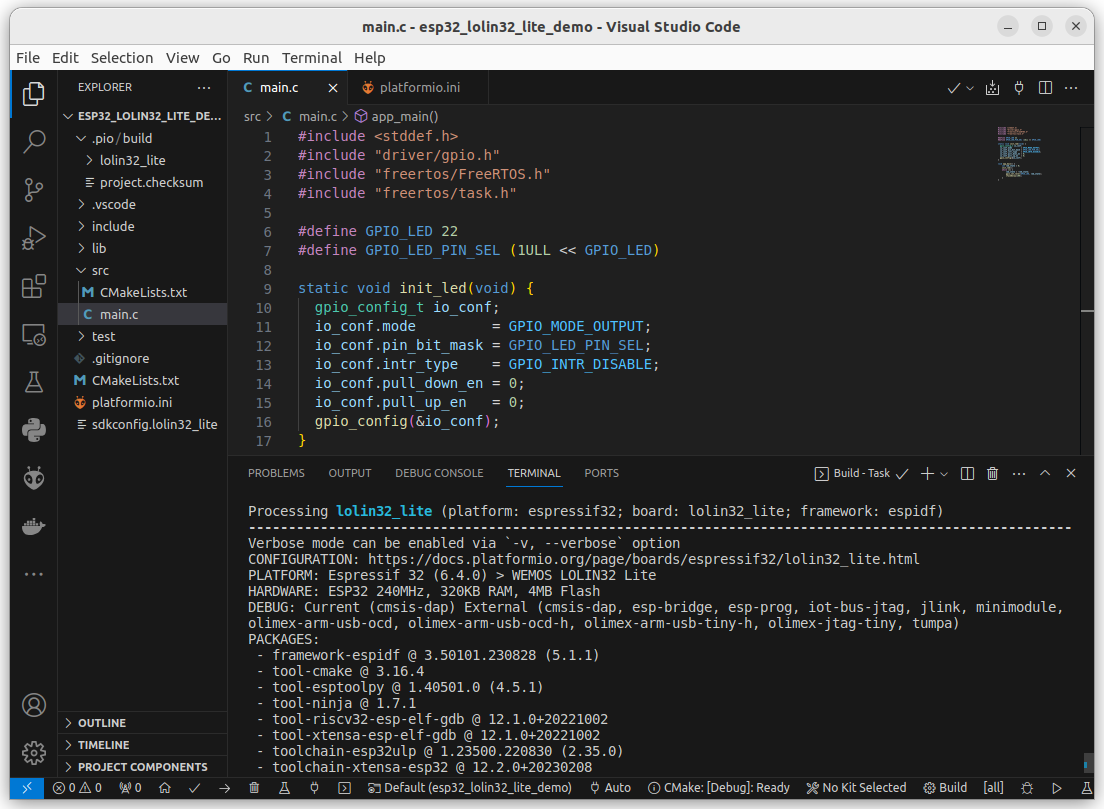 main.c - esp32_lolin32_lite_demo - Visual Studio Code
File Edit Selection View Go Run Terminal Help
EXPLORER
ESP32_LOLIN32_LITE_DE...
.pio / build
lolin32_lite
project.checksum
.vscode
include
lib
src
CMakeLists.txt
main.c
test
.gitignore
CMakeLists.txt
platformio.ini
sdkconfig.lolin32_lite
OUTLINE
TIMELINE
PROJECT COMPONENTS
main.c platformio.ini
src > main.c > app_main()
1 #include <stddef.h>
2 #include "driver/gpio.h"
3 #include "freertos/FreeRTOS.h"
4 #include "freertos/task.h"
5
6 #define GPIO_LED 22
7 #define GPIO_LED_PIN_SEL (1ULL << GPIO_LED)
8
9 static void init_led(void) {
10 gpio_config_t io_conf;
11 io_conf.mode = GPIO_MODE_OUTPUT;
12 io_conf.pin_bit_mask = GPIO_LED_PIN_SEL;
13 io_conf.intr_type = GPIO_INTR_DISABLE;
14 io_conf.pull_down_en = 0;
15 io_conf.pull_up_en = 0;
16 gpio_config(&io_conf);
17 }
PROBLEMS OUTPUT DEBUG CONSOLE TERMINAL PORTS
Build - Task
Processing lolin32_lite (platform: espressif32; board: lolin32_lite; framework: espidf)
-------------------------------------------------------------------------------------------------------
Verbose mode can be enabled via `-v, --verbose` option
CONFIGURATION: https://docs.platformio.org/page/boards/espressif32/lolin32_lite.html
PLATFORM: Espressif 32 (6.4.0) > WEMOS LOLIN32 Lite
HARDWARE: ESP32 240MHz, 320KB RAM, 4MB Flash
DEBUG: Current (cmsis-dap) External (cmsis-dap, esp-bridge, esp-prog, iot-bus-jtag, jlink, minimodule,
olimex-arm-usb-ocd, olimex-arm-usb-ocd-h, olimex-arm-usb-tiny-h, olimex-jtag-tiny, tumpa)
PACKAGES:
- framework-espidf @ 3.50101.230828 (5.1.1)
- tool-cmake @ 3.16.4
- tool-esptoolpy @ 1.40501.0 (4.5.1)
- tool-ninja @ 1.7.1
- tool-riscv32-esp-elf-gdb @ 12.1.0+20221002
- tool-xtensa-esp-elf-gdb @ 12.1.0+20221002
- toolchain-esp32ulp @ 1.23500.220830 (2.35.0)
- toolchain-xtensa-esp32 @ 12.2.0+20230208
0 0 0 Default (esp32_lolin32_lite_demo) Auto CMake: [Debug]: Ready No Kit Selected Build [all]